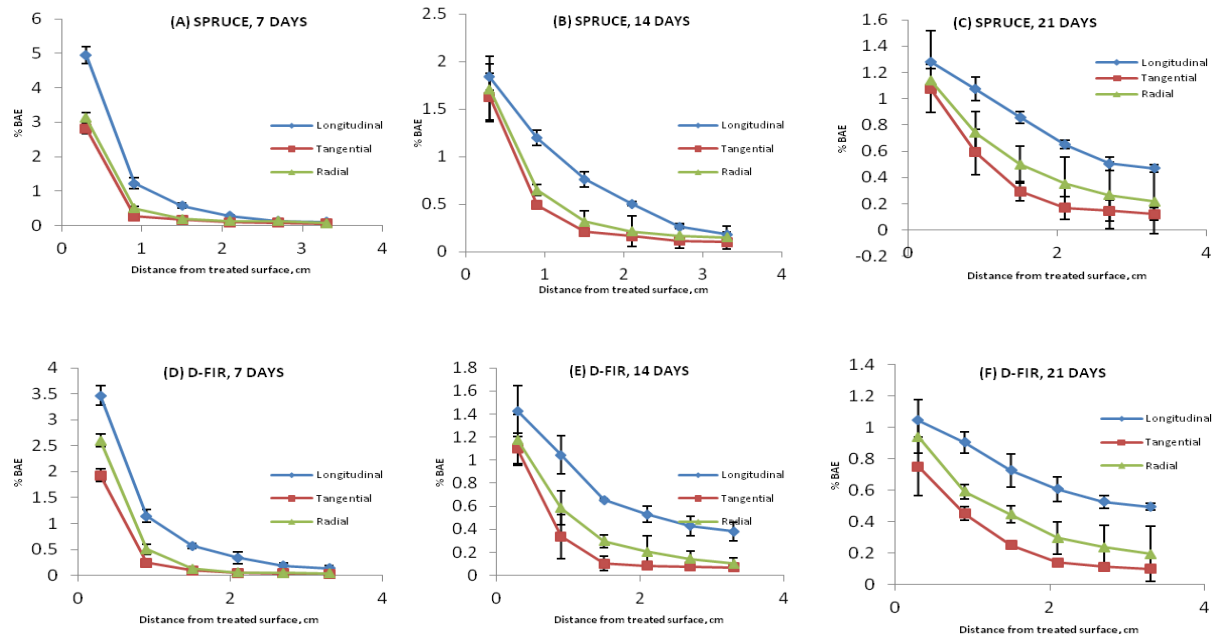 (A) SPRUCE, 7 DAYS
6
5
4
3
2
1
0
% BAE
0
1
2
3
4
Distance from treated surface, cm
Longitudinal
Tangential
Radial
(B) SPRUCE, 14 DAYS
2.5
2
1.5
1
0.5
0
% BAE
0
1
2
3
4
Distance from treated surface, cm
Longitudinal
Tangential
Radial
(C) SPRUCE, 21 DAYS
1.6
1.4
1.2
1
0.8
0.6
0.4
0.2
0
-0.2
% BAE
0
2
4
Distance from treated surface, cm
Longitudinal
Tangential
Radial
(D) D-FIR, 7 DAYS
4
3.5
3
2.5
2
1.5
1
0.5
0
% BAE
0
2
4
Distance from treated surface, cm
Longitudinal
Tangential
Radial
(E) D-FIR, 14 DAYS
1.8
1.6
1.4
1.2
1
0.8
0.6
0.4
0.2
0
% BAE
0
2
4
Distance from treated surface, cm
Longitudinal
Tangential
Radial
(F) D-FIR, 21 DAYS
1.4
1.2
1
0.8
0.6
0.4
0.2
0
% BAE
0
2
4
Distance from treated surface, cm
Longitudinal
Tangential
Radial